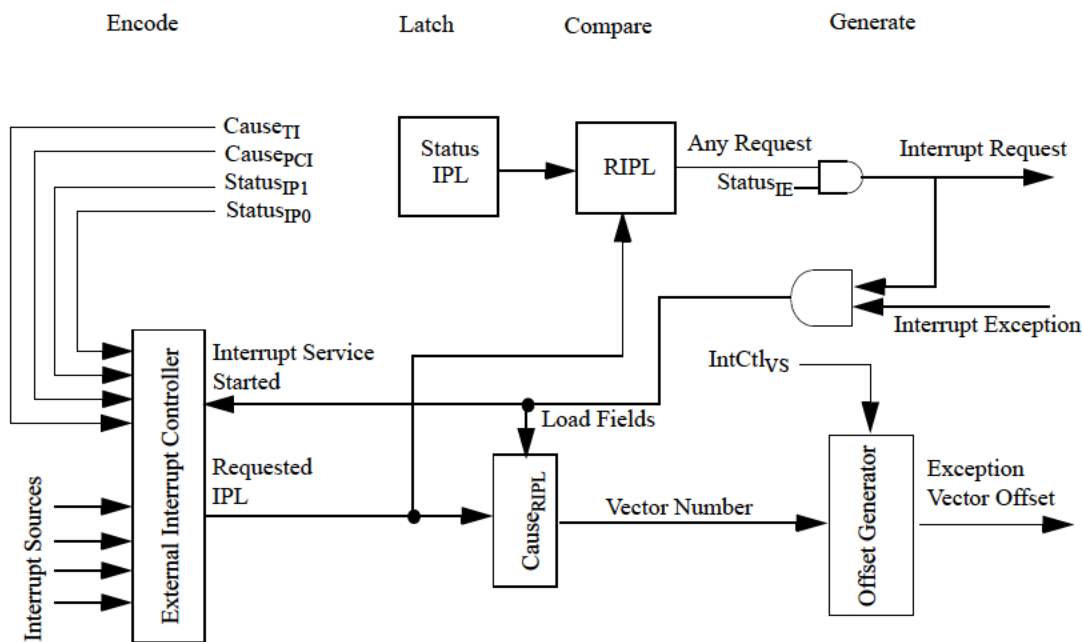 Encode
Latch
Compare
Generate
CauseTI
CausePCI
StatusIP1
StatusIP0
Status
IPL
RIPL
Any Request
StatusIE
Interrupt Request
Interrupt Exception
Interrupt Service
Started
IntCtlVS
Load Fields
External Interrupt Controller
Requested
IPL
CauseRIPL
Vector Number
Offset Generator
Exception
Vector Offset
Interrupt Sources